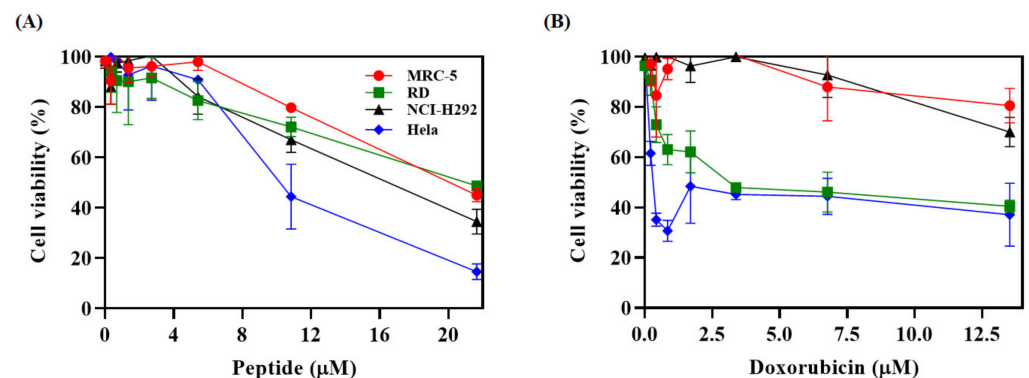 (A)
(B)
Cell viability (%)
100
80
60
40
20
0
MRC-5
RD
NCI-H292
Hela
0
4
8
12
16
20
Peptide (μM)
Cell viability (%)
100
80
60
40
20
0
0.0
2.5
5.0
7.5
10.0
12.5
Doxorubicin (μM)